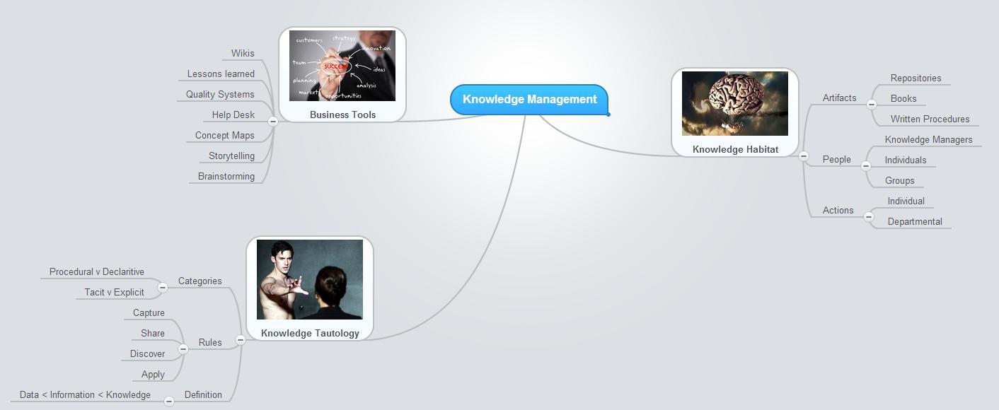 Knowledge Management
customers
strategy
innovation
team
SUCCESS
ideas
planning
analysis
market
opportunities
Business Tools
Wikis
Lessons learned
Quality Systems
Help Desk
Concept Maps
Storytelling
Brainstorming
Knowledge Habitat
Artifacts
Repositories
Books
Written Procedures
People
Knowledge Managers
Individuals
Groups
Actions
Individual
Departmental
Knowledge Tautology
Categories
Procedural v Declaritive
Tacit v Explicit
Rules
Capture
Share
Discover
Apply
Definition
Data < Information < Knowledge